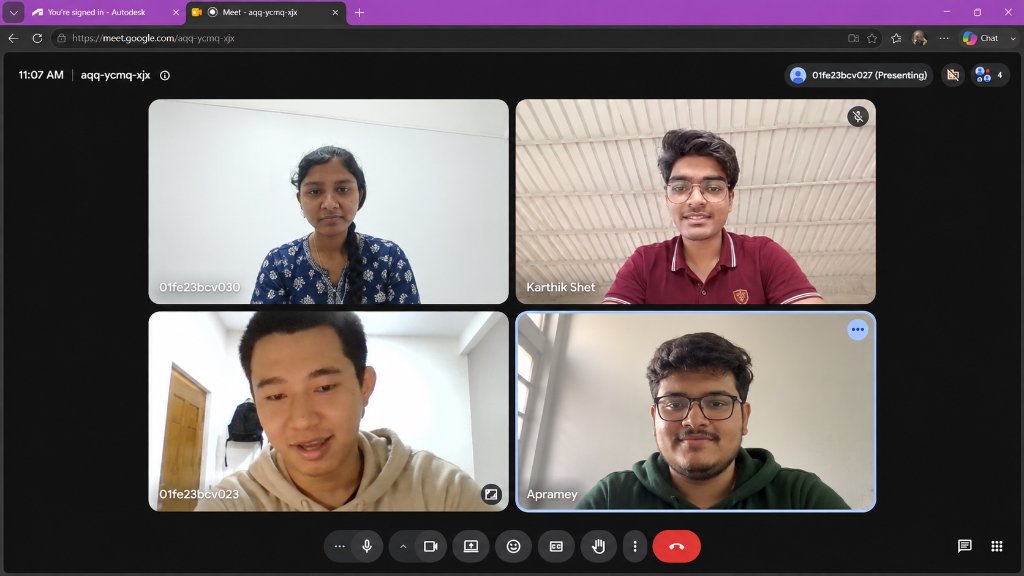 You're signed in - Autodesk
Meet - aqq-ycmq-xjx
https://meet.google.com/aqq-ycmq-xjx
Chat
11:07 AM
aqq-ycmq-xjx
01fe23bcv027 (Presenting)
4
01fe23bcv030
Karthik Shet
01fe23bcv023
Apramey